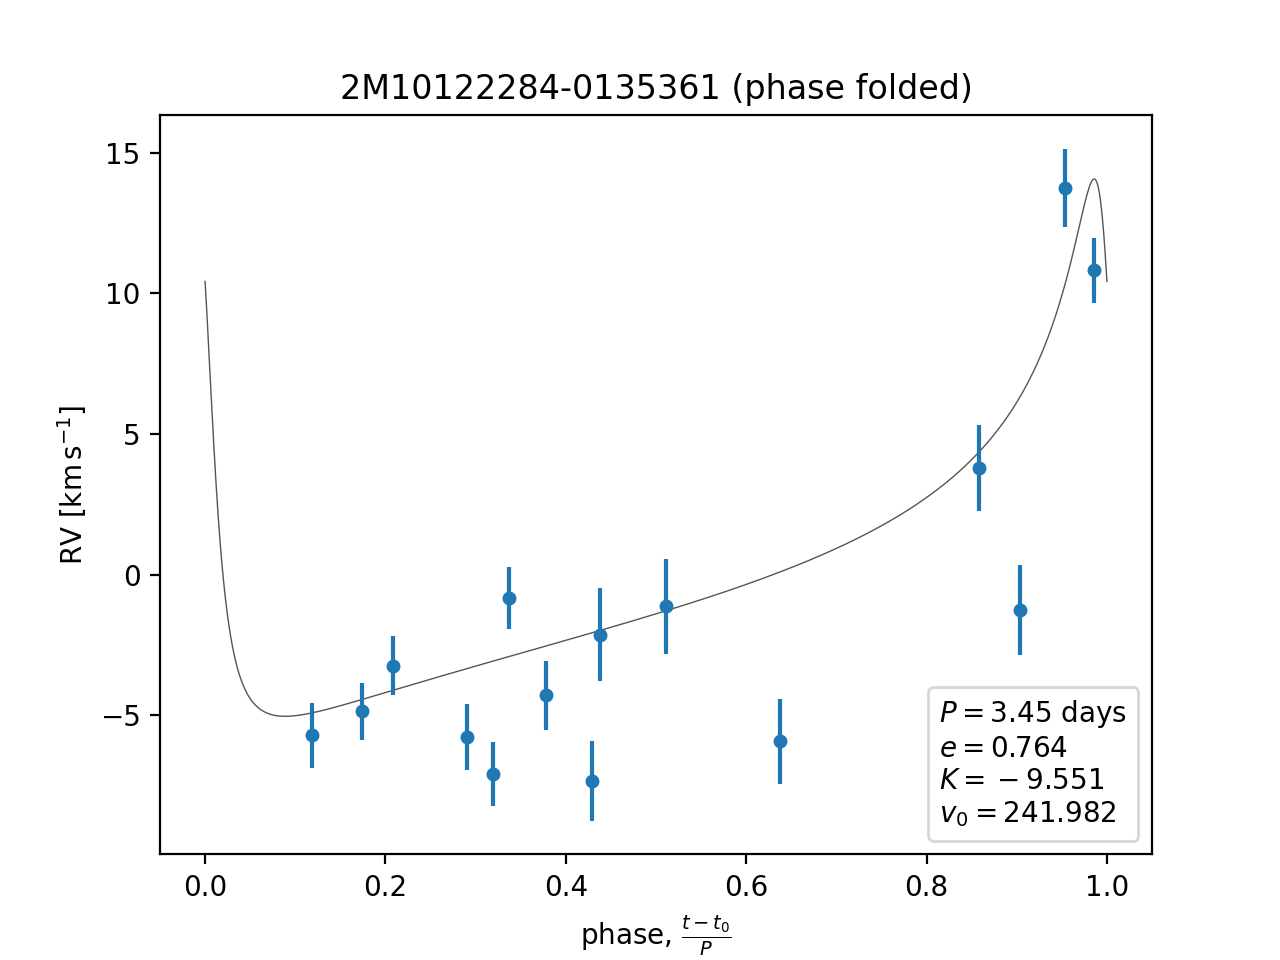 2M10122284-0135361 (phase folded)
15
10
5
0
−5
RV [km s⁻¹]
0.0 0.2 0.4 0.6 0.8 1.0
phase, (t − t₀)/P
P = 3.45 days
e = 0.764
K = −9.551
v₀ = 241.982